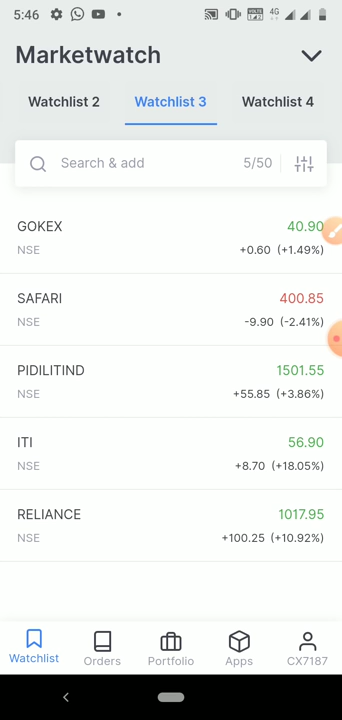 5:46
4G
Marketwatch
Watchlist 2 Watchlist 3 Watchlist 4
Search & add 5/50
GOKEX 40.90
NSE +0.60 (+1.49%)
SAFARI 400.85
NSE -9.90 (-2.41%)
PIDILITIND 1501.55
NSE +55.85 (+3.86%)
ITI 56.90
NSE +8.70 (+18.05%)
RELIANCE 1017.95
NSE +100.25 (+10.92%)
Watchlist Orders Portfolio Apps CX7187